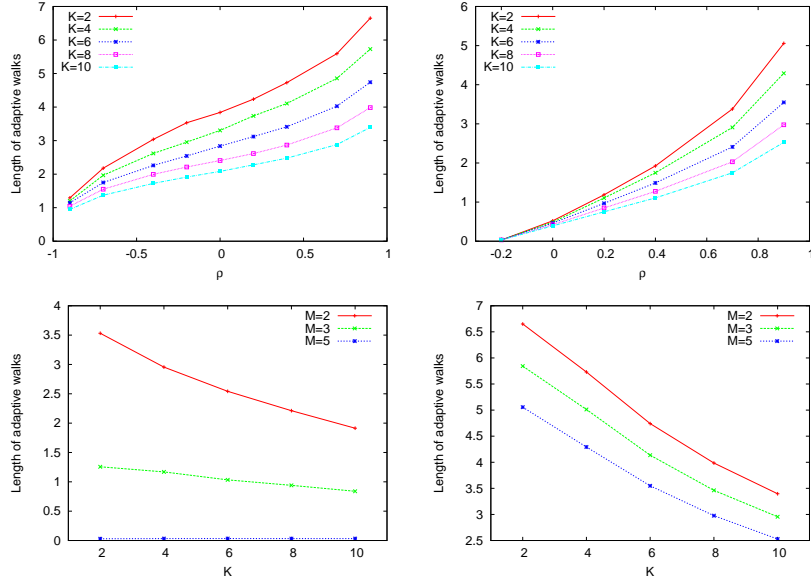 Length of adaptive walks
7
6
5
4
3
2
1
0
K=2
K=4
K=6
K=8
K=10
-1 -0.5 0 0.5 1
ρ
Length of adaptive walks
6
5
4
3
2
1
0
K=2
K=4
K=6
K=8
K=10
-0.2 0 0.2 0.4 0.6 0.8 1
ρ
Length of adaptive walks
4
3.5
3
2.5
2
1.5
1
0.5
0
M=2
M=3
M=5
2 4 6 8 10
K
Length of adaptive walks
7
6.5
6
5.5
5
4.5
4
3.5
3
2.5
M=2
M=3
M=5
2 4 6 8 10
K